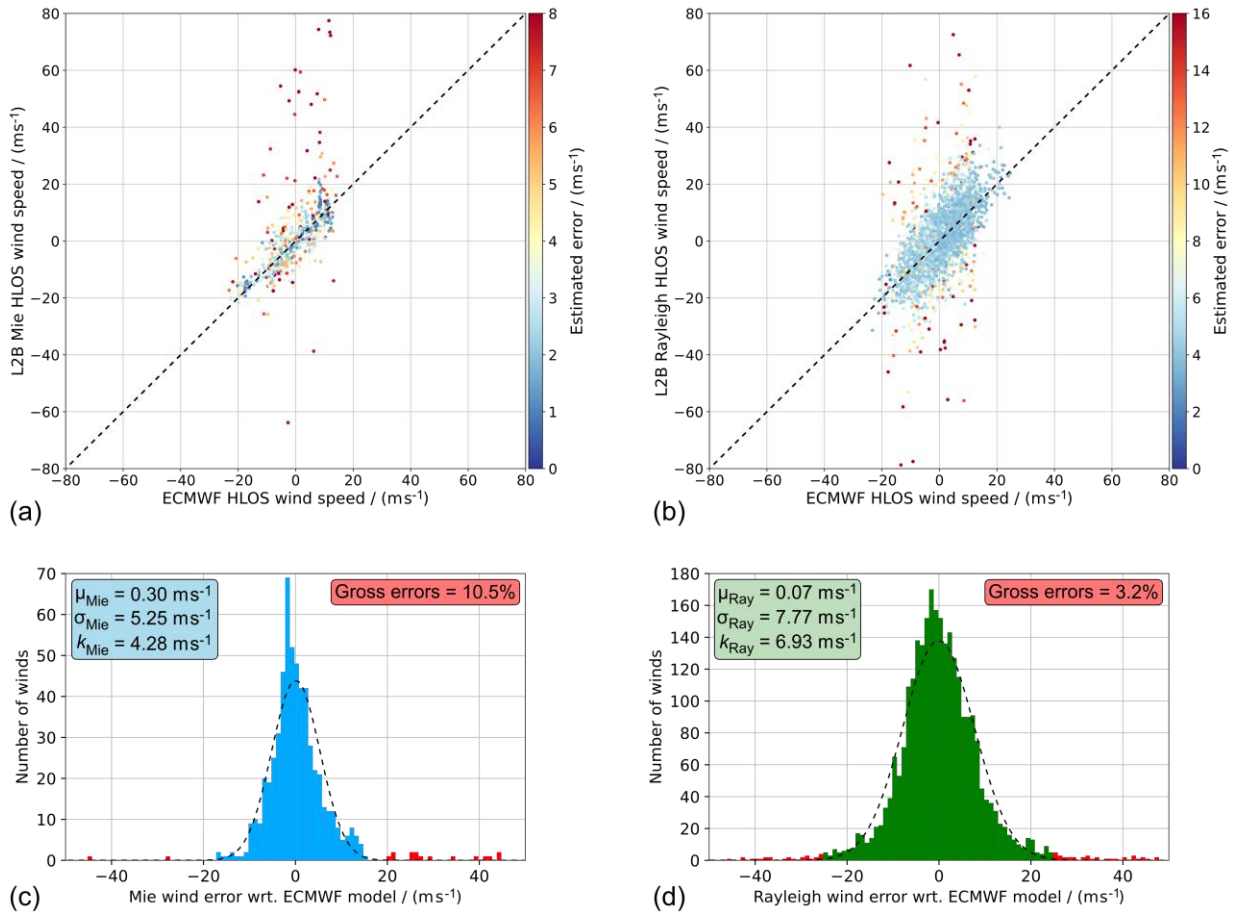 80
60
40
20
0
−20
−40
−60
−80
L2B Mie HLOS wind speed / (ms⁻¹)
−80 −60 −40 −20 0 20 40 60 80
ECMWF HLOS wind speed / (ms⁻¹)
8
7
6
5
4
3
2
1
0
Estimated error / (ms⁻¹)
(a)
80
60
40
20
0
−20
−40
−60
−80
L2B Rayleigh HLOS wind speed / (ms⁻¹)
−80 −60 −40 −20 0 20 40 60 80
ECMWF HLOS wind speed / (ms⁻¹)
16
14
12
10
8
6
4
2
0
Estimated error / (ms⁻¹)
(b)
μMie = 0.30 ms⁻¹
σMie = 5.25 ms⁻¹
kMie = 4.28 ms⁻¹
Gross errors = 10.5%
70
60
50
40
30
20
10
0
Number of winds
−40 −20 0 20 40
Mie wind error wrt. ECMWF model / (ms⁻¹)
(c)
μRay = 0.07 ms⁻¹
σRay = 7.77 ms⁻¹
kRay = 6.93 ms⁻¹
Gross errors = 3.2%
180
160
140
120
100
80
60
40
20
0
Number of winds
−40 −20 0 20 40
Rayleigh wind error wrt. ECMWF model / (ms⁻¹)
(d)